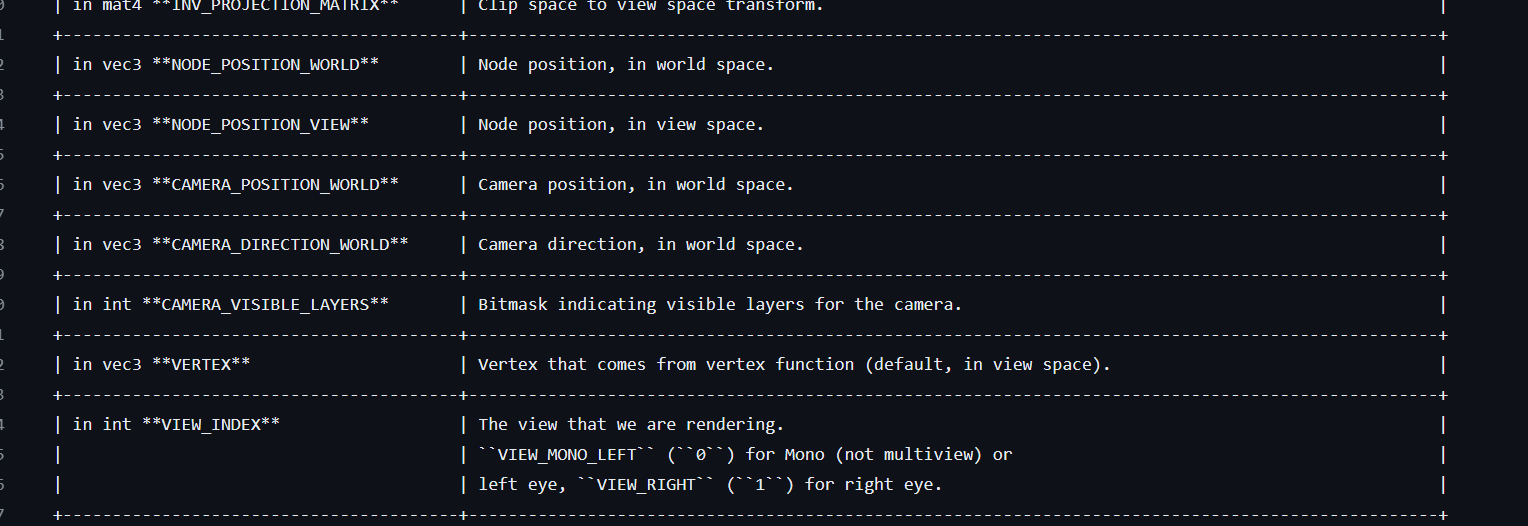 | in mat4 **INV_PROJECTION_MATRIX** | Clip space to view space transform. |
+-----------------------------------------+---------------------------------------------------------------------------------------------------+
| in vec3 **NODE_POSITION_WORLD** | Node position, in world space. |
+-----------------------------------------+---------------------------------------------------------------------------------------------------+
| in vec3 **NODE_POSITION_VIEW** | Node position, in view space. |
+-----------------------------------------+---------------------------------------------------------------------------------------------------+
| in vec3 **CAMERA_POSITION_WORLD** | Camera position, in world space. |
+-----------------------------------------+---------------------------------------------------------------------------------------------------+
| in vec3 **CAMERA_DIRECTION_WORLD** | Camera direction, in world space. |
+-----------------------------------------+---------------------------------------------------------------------------------------------------+
| in int **CAMERA_VISIBLE_LAYERS** | Bitmask indicating visible layers for the camera. |
+-----------------------------------------+---------------------------------------------------------------------------------------------------+
| in vec3 **VERTEX** | Vertex that comes from vertex function (default, in view space). |
+-----------------------------------------+---------------------------------------------------------------------------------------------------+
| in int **VIEW_INDEX** | The view that we are rendering. |
| | ``VIEW_MONO_LEFT`` (``0``) for Mono (not multiview) or |
| | left eye, ``VIEW_RIGHT`` (``1``) for right eye. |
+-----------------------------------------+---------------------------------------------------------------------------------------------------+